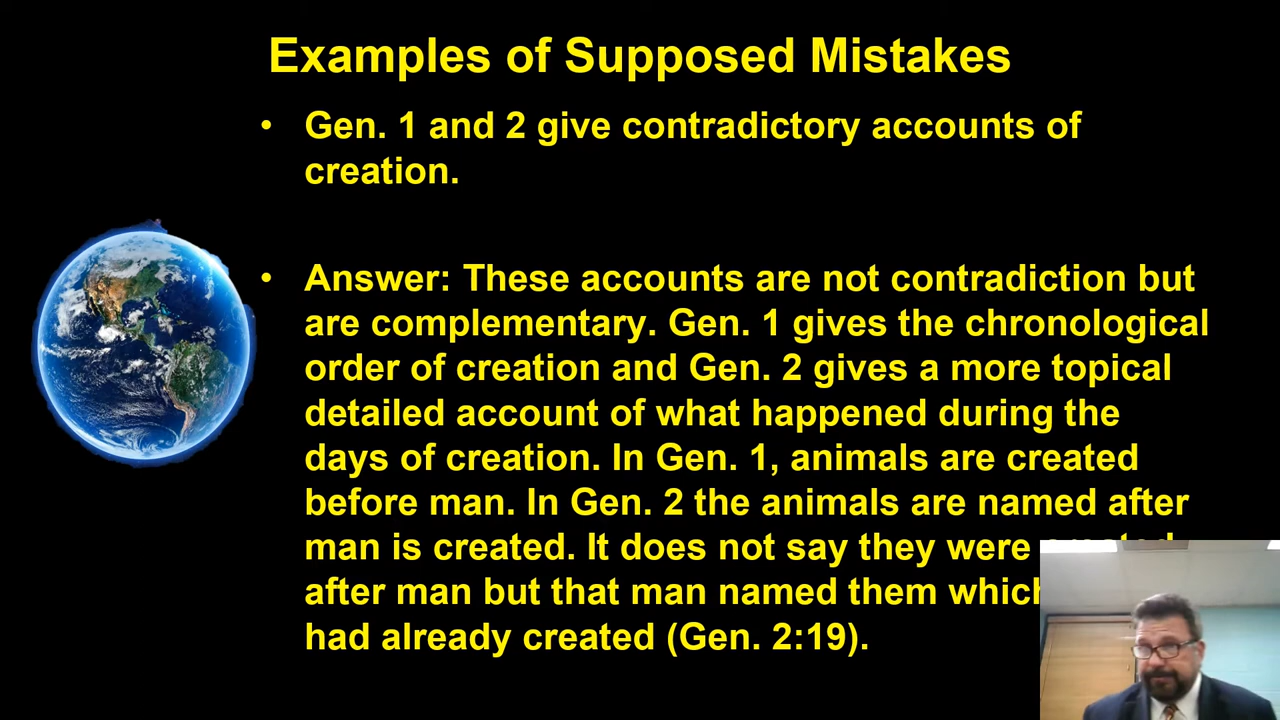 Examples of Supposed Mistakes
• Gen. 1 and 2 give contradictory accounts of
creation.
• Answer: These accounts are not contradiction but
are complementary. Gen. 1 gives the chronological
order of creation and Gen. 2 gives a more topical
detailed account of what happened during the
days of creation. In Gen. 1, animals are created
before man. In Gen. 2 the animals are named after
man is created. It does not say they were
after man but that man named them
had already created (Gen. 2:19).